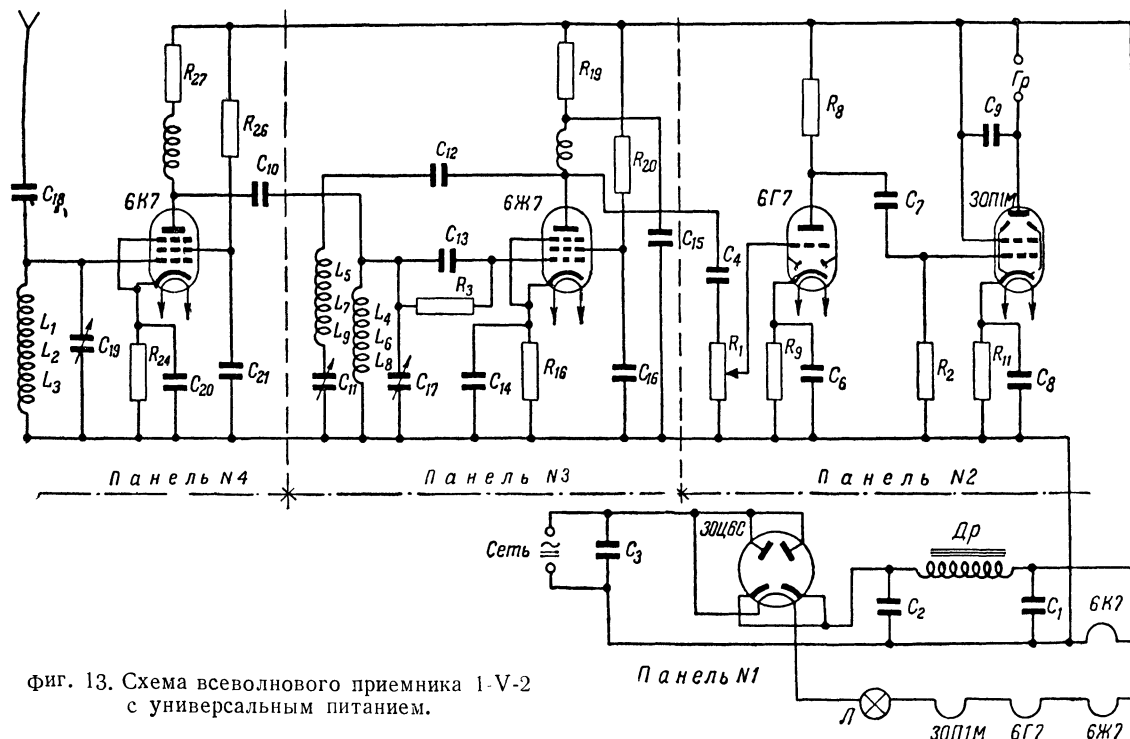 R27
R26
R19
R20
R8
C9
Гр
C18
6К7
C10
C12
6Ж7
6Г7
C7
30П1М
C13
C15
C4
L5
L7
L9
L4
L6
L8
R3
L1
L2
L3
C19
R24
C20
C21
C11
C17
C14
R16
C16
R1
R9
C6
R2
R11
C8
Панель N4
Панель N3
Панель N2
Сеть
C3
30Ц6С
Др
C2
C1
6К7
Панель N1
Л
30П1М
6Г7
6Ж7
Фиг. 13. Схема всеволнового приемника 1-V-2
с универсальным питанием.